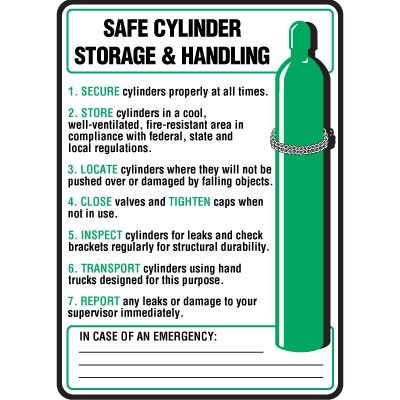 SAFE CYLINDER
STORAGE & HANDLING
1. SECURE cylinders properly at all times.
2. STORE cylinders in a cool,
well-ventilated, fire-resistant area in
compliance with federal, state and
local regulations.
3. LOCATE cylinders where they will not be
pushed over or damaged by falling objects.
4. CLOSE valves and TIGHTEN caps when
not in use.
5. INSPECT cylinders for leaks and check
brackets regularly for structural durability.
6. TRANSPORT cylinders using hand
trucks designed for this purpose.
7. REPORT any leaks or damage to your
supervisor immediately.
IN CASE OF AN EMERGENCY: